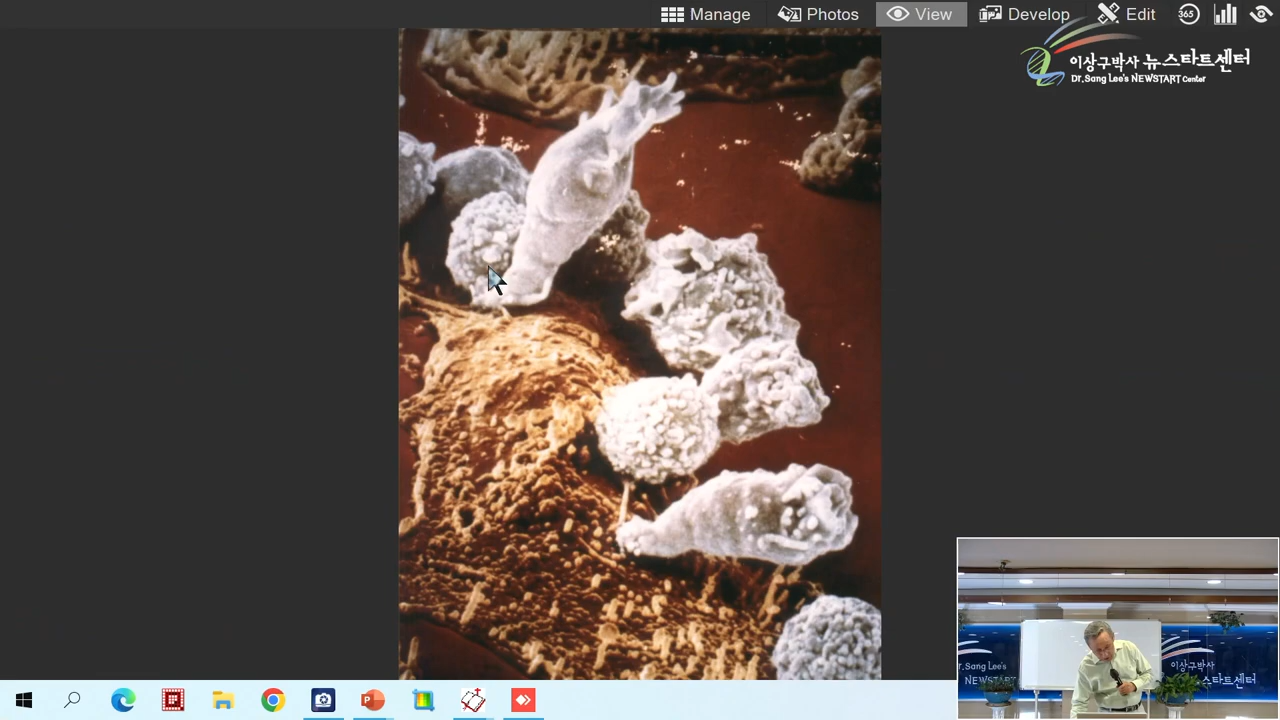 Manage Photos View Develop Edit 365
이상구박사 뉴스타트센터
Dr.Sang Lee's NEWSTART Center
r.Sang Lee's
NEWSTART
이상구박사
스타트센터